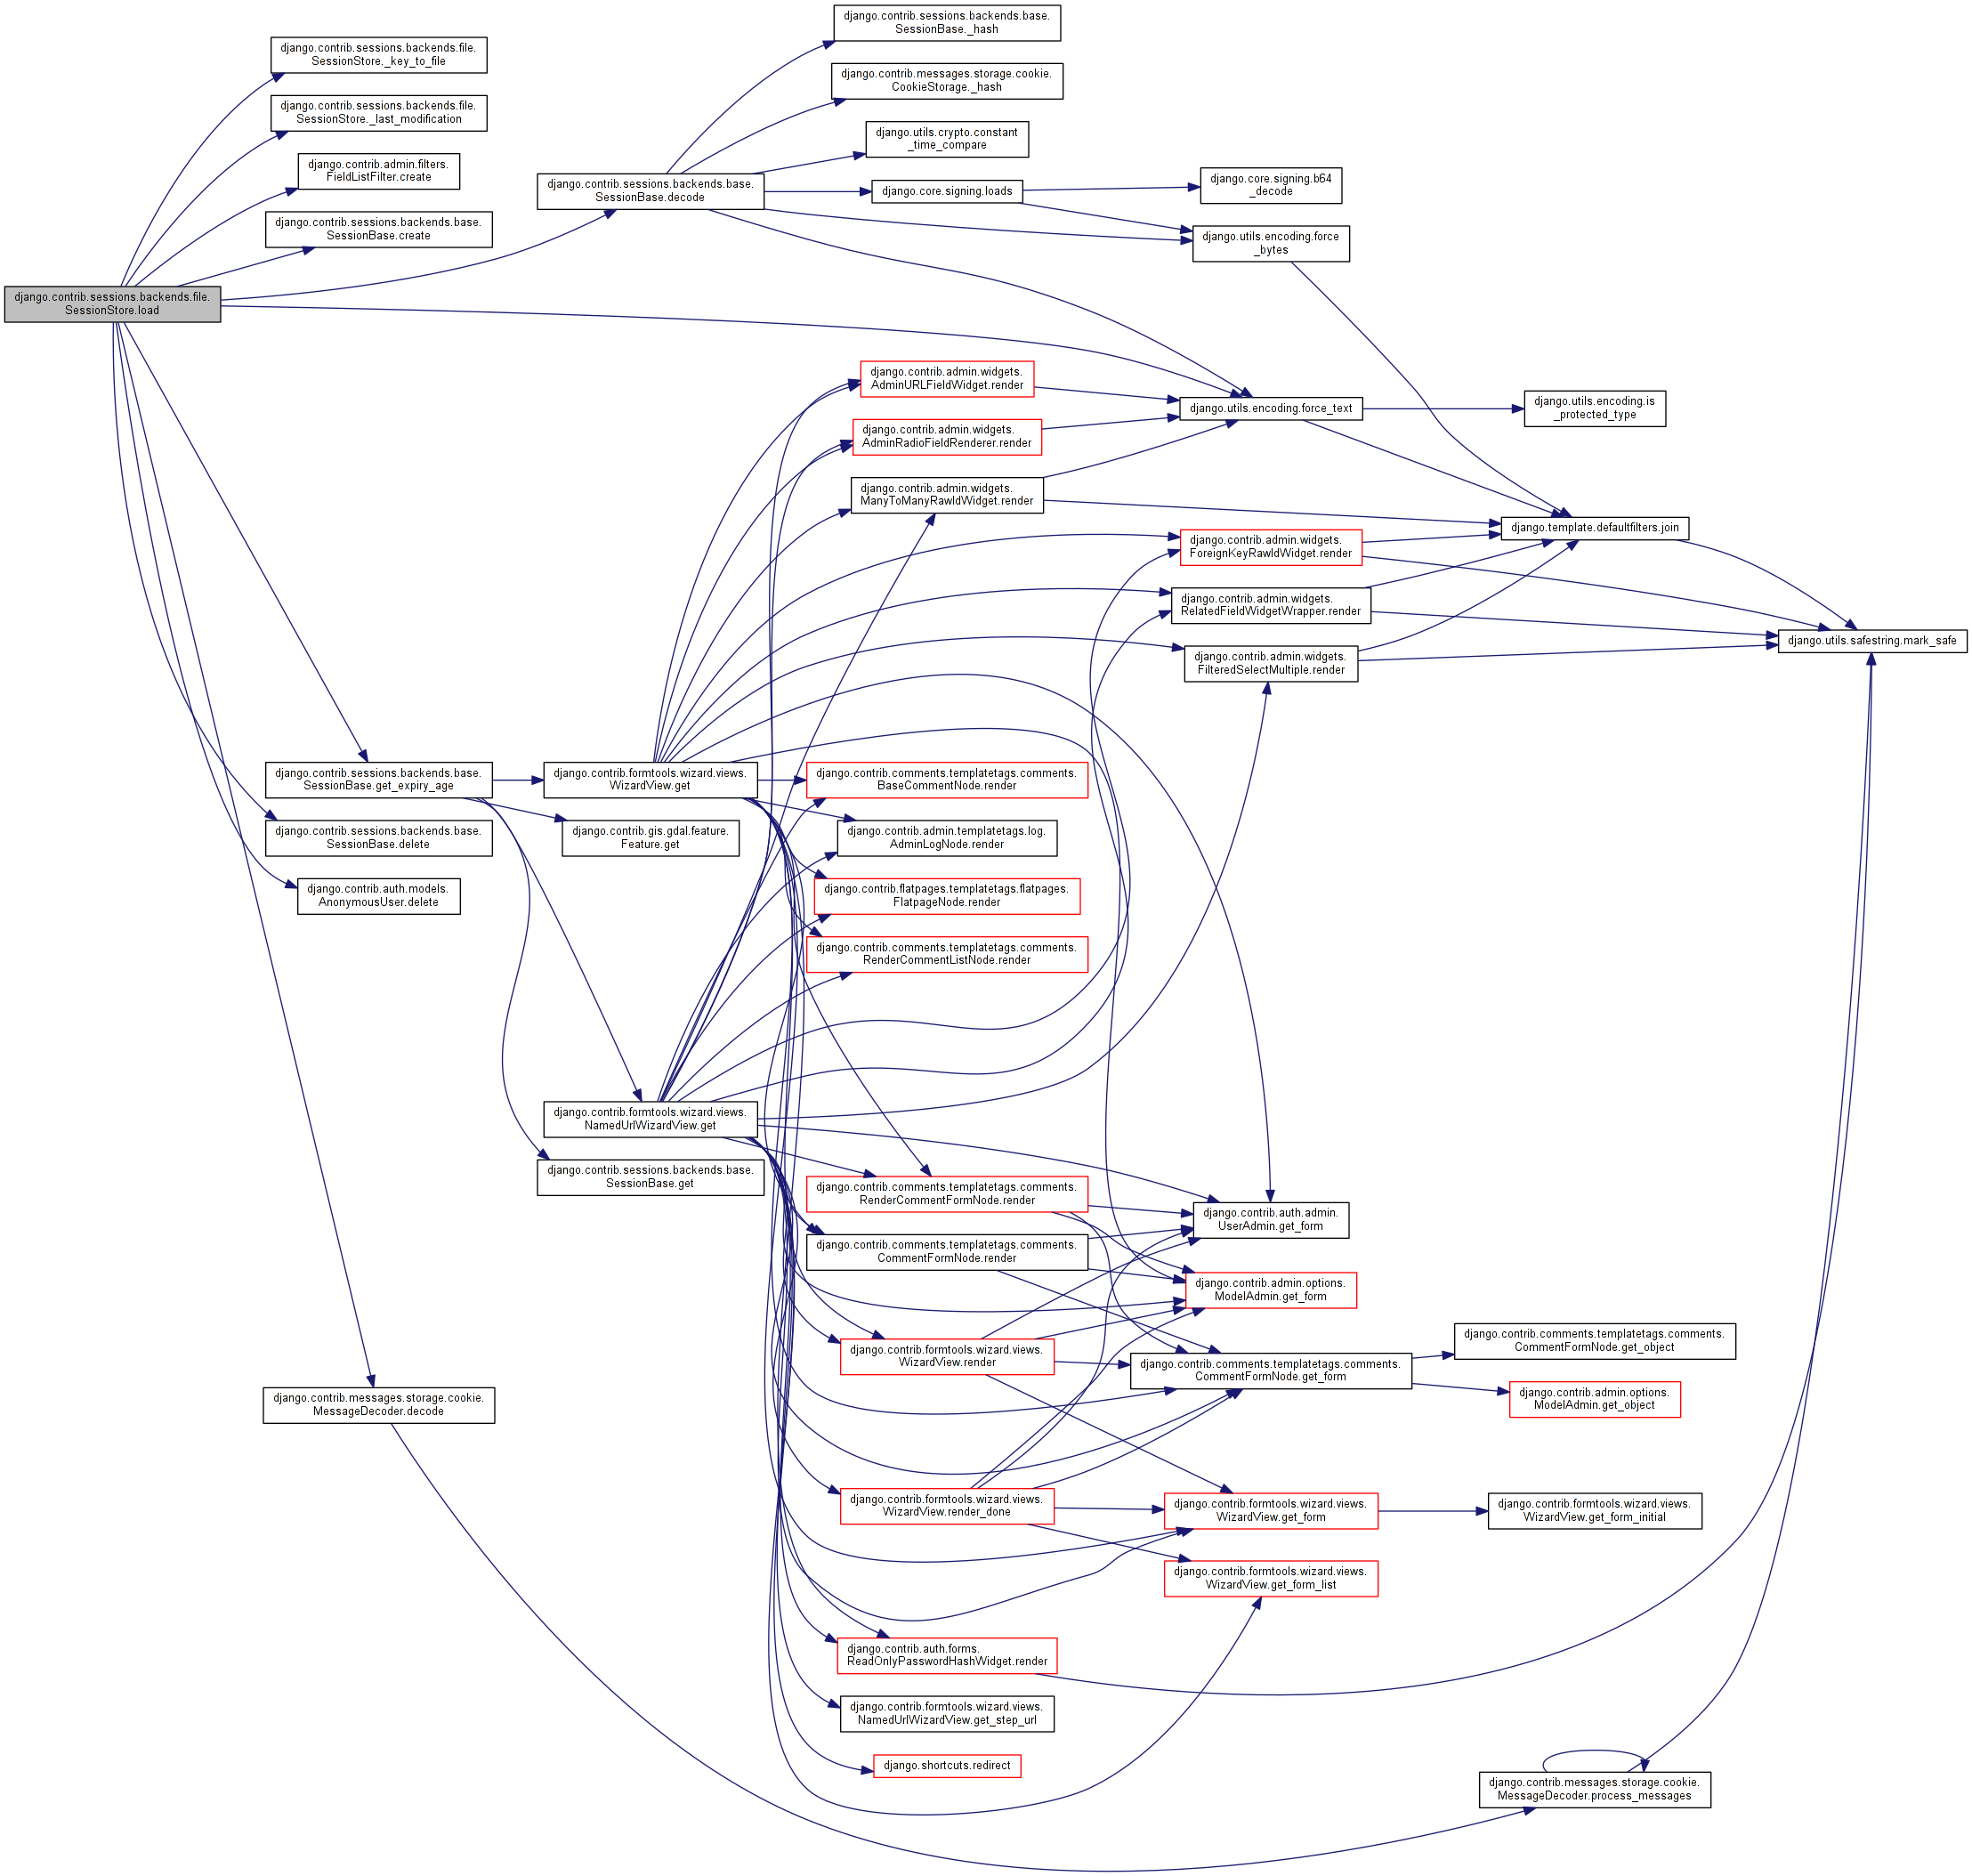 django.contrib.sessions.backends.file.
SessionStore.load
django.contrib.sessions.backends.file.
SessionStore._key_to_file
django.contrib.sessions.backends.file.
SessionStore._last_modification
django.contrib.admin.filters.
FieldListFilter.create
django.contrib.sessions.backends.base.
SessionBase.create
django.contrib.sessions.backends.base.
SessionBase.get_expiry_age
django.contrib.sessions.backends.base.
SessionBase.delete
django.contrib.auth.models.
AnonymousUser.delete
django.contrib.messages.storage.cookie.
MessageDecoder.decode
django.contrib.sessions.backends.base.
SessionBase.decode
django.contrib.formtools.wizard.views.
WizardView.get
django.contrib.gis.gdal.feature.
Feature.get
django.contrib.formtools.wizard.views.
NamedUrlWizardView.get
django.contrib.sessions.backends.base.
SessionBase.get
django.contrib.sessions.backends.base.
SessionBase._hash
django.contrib.messages.storage.cookie.
CookieStorage._hash
django.utils.crypto.constant
_time_compare
django.core.signing.loads
django.contrib.admin.widgets.
AdminURLFieldWidget.render
django.contrib.admin.widgets.
AdminRadioFieldRenderer.render
django.contrib.admin.widgets.
ManyToManyRawIdWidget.render
django.contrib.comments.templatetags.comments.
BaseCommentNode.render
django.contrib.admin.templatetags.log.
AdminLogNode.render
django.contrib.flatpages.templatetags.flatpages.
FlatpageNode.render
django.contrib.comments.templatetags.comments.
RenderCommentListNode.render
django.contrib.comments.templatetags.comments.
RenderCommentFormNode.render
django.contrib.comments.templatetags.comments.
CommentFormNode.render
django.contrib.formtools.wizard.views.
WizardView.render
django.contrib.formtools.wizard.views.
WizardView.render_done
django.contrib.auth.forms.
ReadOnlyPasswordHashWidget.render
django.contrib.formtools.wizard.views.
NamedUrlWizardView.get_step_url
django.shortcuts.redirect
django.core.signing.b64
_decode
django.utils.encoding.force
_bytes
django.utils.encoding.force_text
django.contrib.admin.widgets.
ForeignKeyRawIdWidget.render
django.contrib.admin.widgets.
RelatedFieldWidgetWrapper.render
django.contrib.admin.widgets.
FilteredSelectMultiple.render
django.contrib.auth.admin.
UserAdmin.get_form
django.contrib.admin.options.
ModelAdmin.get_form
django.contrib.comments.templatetags.comments.
CommentFormNode.get_form
django.contrib.formtools.wizard.views.
WizardView.get_form
django.contrib.formtools.wizard.views.
WizardView.get_form_list
django.utils.encoding.is
_protected_type
django.template.defaultfilters.join
django.contrib.comments.templatetags.comments.
CommentFormNode.get_object
django.contrib.admin.options.
ModelAdmin.get_object
django.contrib.formtools.wizard.views.
WizardView.get_form_initial
django.contrib.messages.storage.cookie.
MessageDecoder.process_messages
django.utils.safestring.mark_safe